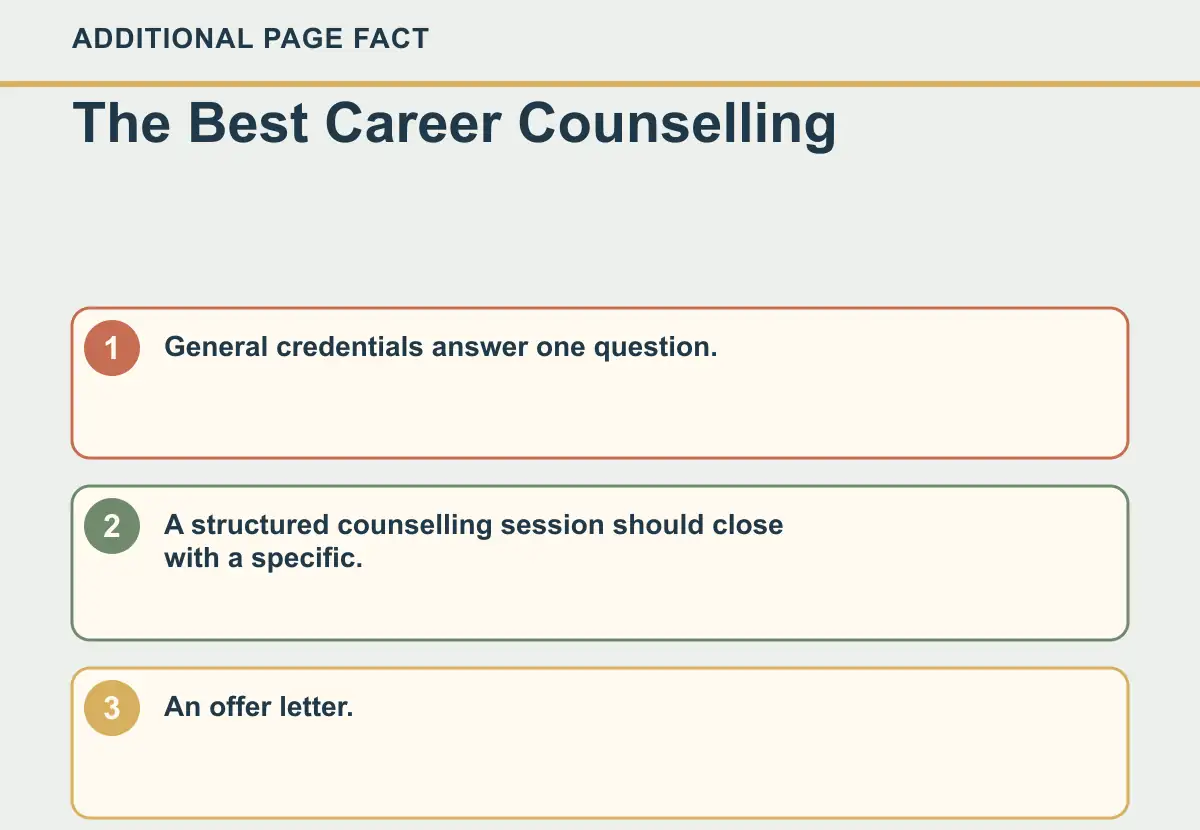 ADDITIONAL PAGE FACT
The Best Career Counselling
1
General credentials answer one question.
2
A structured counselling session should close
with a specific.
3
An offer letter.